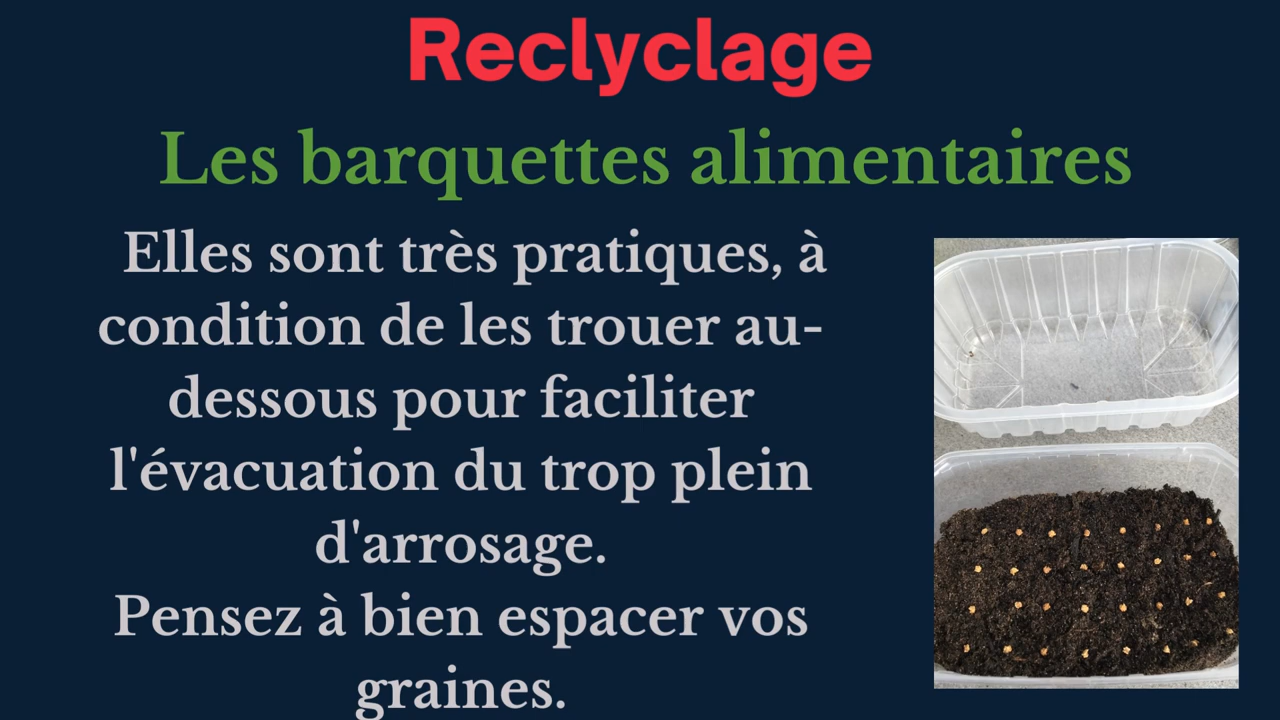 Reclyclage
Les barquettes alimentaires
Elles sont très pratiques, à
condition de les trouer au-
dessous pour faciliter
l'évacuation du trop plein
d'arrosage.
Pensez à bien espacer vos
graines.